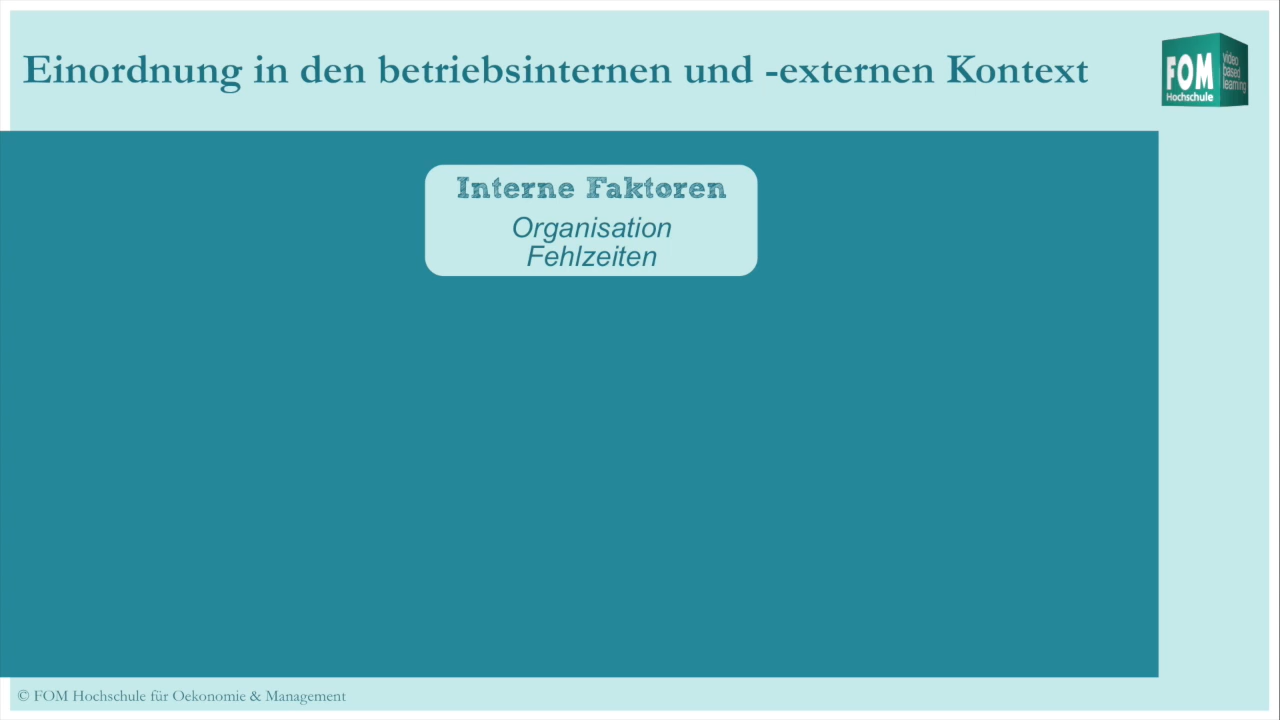 Einordnung in den betriebsinternen und -externen Kontext
FOM
Hochschule
video
based
learning
Interne Faktoren
Organisation
Fehlzeiten
© FOM Hochschule für Oekonomie & Management